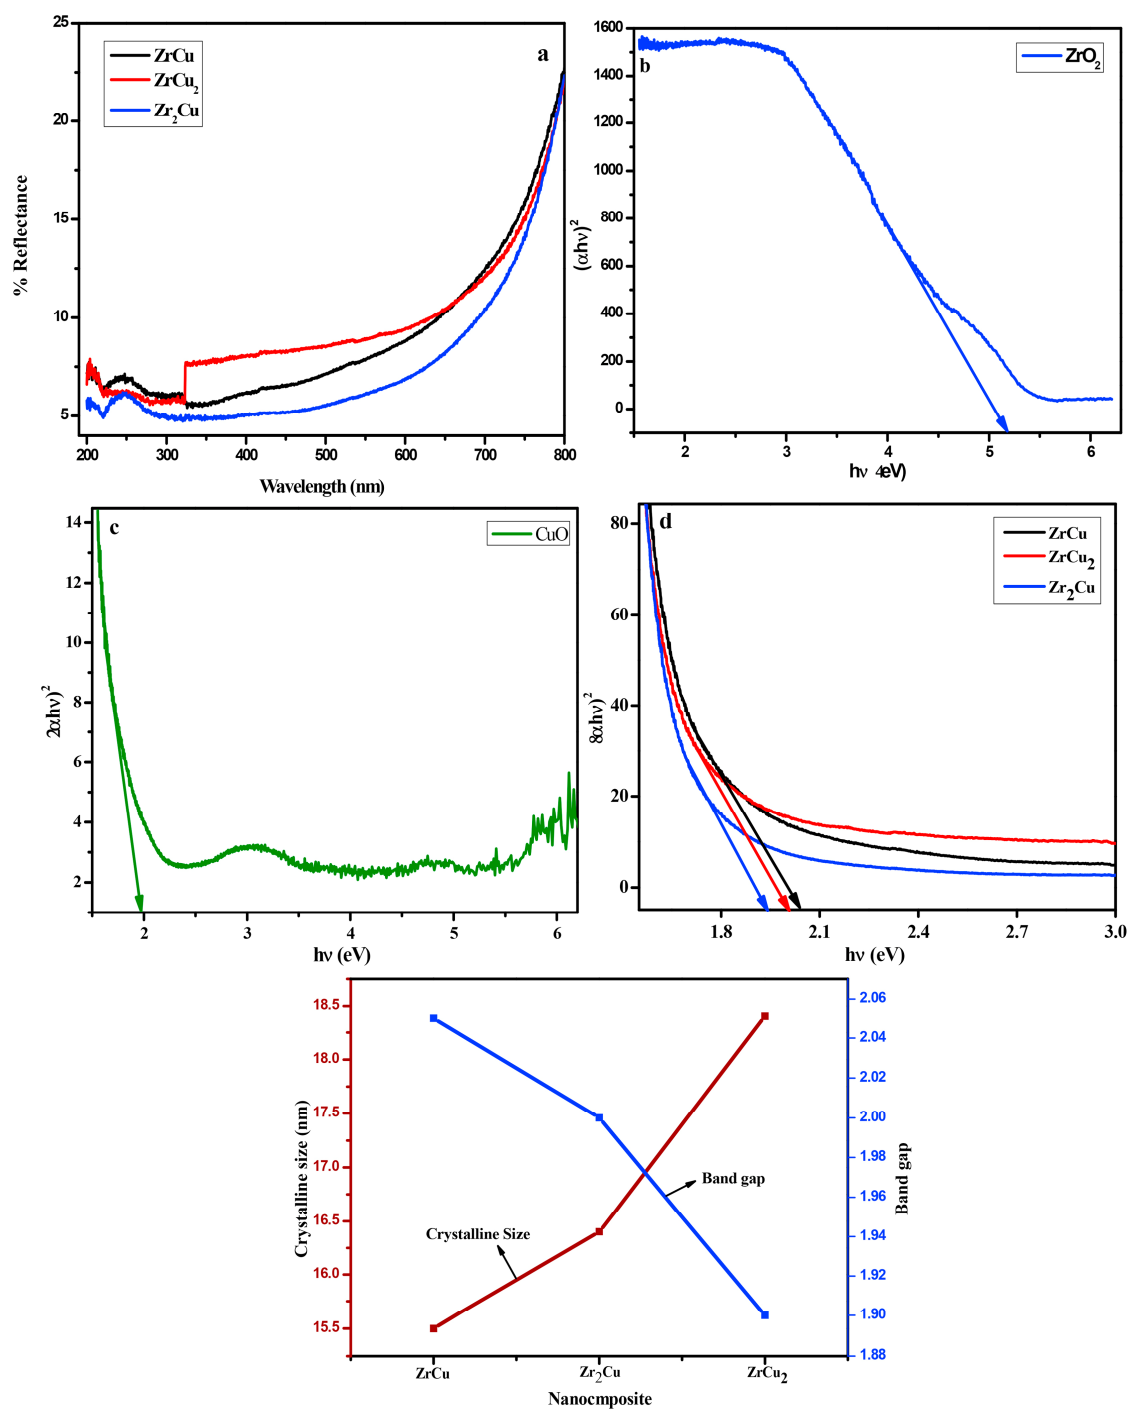 25
20
15
10
5
% Reflectance
ZrCu
ZrCu2
Zr2Cu
a
200 300 400 500 600 700 800
Wavelength (nm)
1600
1400
1200
1000
800
600
400
200
0
(αhν)2
b
ZrO2
2 3 4 5 6
hν 4eV)
14
12
10
8
6
4
2
2αhν)2
c
CuO
2 3 4 5 6
hν (eV)
80
60
40
20
0
8αhν)2
d
ZrCu
ZrCu2
Zr2Cu
1.8 2.1 2.4 2.7 3.0
hν (eV)
18.5
18.0
17.5
17.0
16.5
16.0
15.5
Crystalline size (nm)
Crystalline Size
Band gap
2.06
2.04
2.02
2.00
1.98
1.96
1.94
1.92
1.90
1.88
Band gap
ZrCu Zr2Cu ZrCu2
Nanocmposite